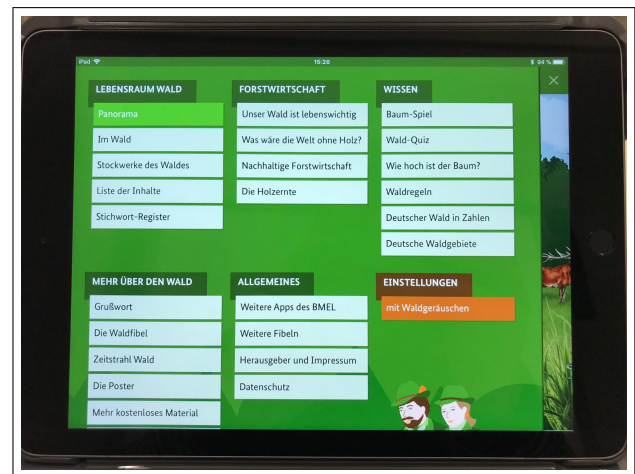 iPad
15:26
94 %
LEBENSRAUM WALD
Panorama
Im Wald
Stockwerke des Waldes
Liste der Inhalte
Stichwort-Register
FORSTWIRTSCHAFT
Unser Wald ist lebenswichtig
Was wäre die Welt ohne Holz?
Nachhaltige Forstwirtschaft
Die Holzernte
WISSEN
Baum-Spiel
Wald-Quiz
Wie hoch ist der Baum?
Waldregeln
Deutscher Wald in Zahlen
Deutsche Waldgebiete
MEHR ÜBER DEN WALD
Grußwort
Die Waldfibel
Zeitstrahl Wald
Die Poster
Mehr kostenloses Material
ALLGEMEINES
Weitere Apps des BMEL
Weitere Fibeln
Herausgeber und Impressum
Datenschutz
EINSTELLUNGEN
mit Waldgeräuschen